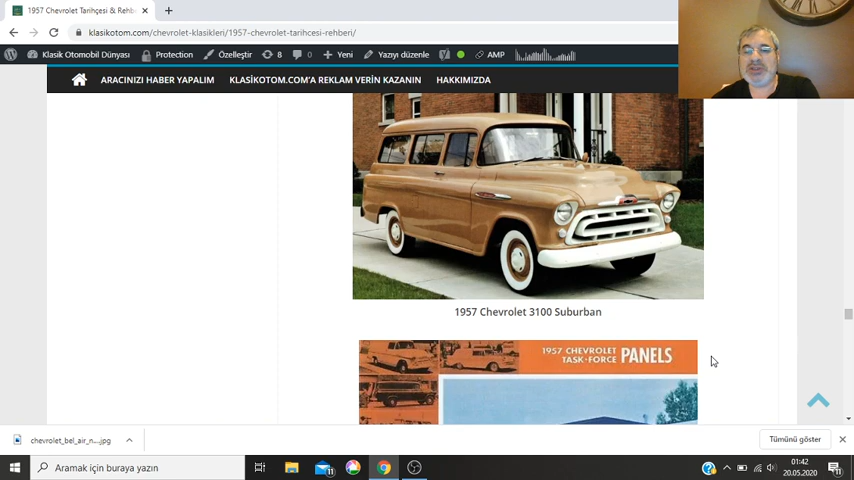 1957 Chevrolet Tarihçesi & Rehb
klasikotom.com/chevrolet-klasikleri/1957-chevrolet-tarihcesi-rehberi/
Klasik Otomobil Dünyası Protection Özelleştir 8 0 Yeni Yazıyı düzenle AMP
ARACINIZI HABER YAPALIM KLASİKOTOM.COM'A REKLAM VERİN KAZANIN HAKKIMIZDA
1957 Chevrolet 3100 Suburban
1957 CHEVROLET
TASK-FORCE PANELS
chevrolet_bel_air_n....jpg
Tümünü göster
Aramak için buraya yazın
11
01:42
20.05.2020
11